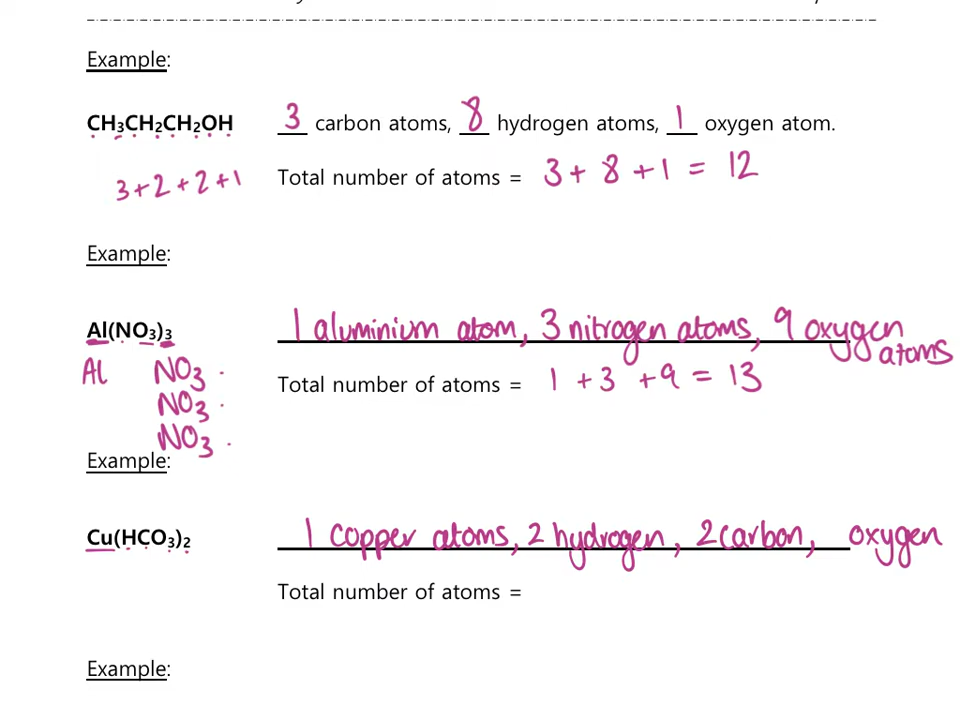 Example:
CH₃CH₂CH₂OH 3 carbon atoms, 8 hydrogen atoms, 1 oxygen atom.
3+2+2+1 Total number of atoms = 3 + 8 + 1 = 12
Example:
Al(NO₃)₃ 1 aluminium atom, 3 nitrogen atoms, 9 oxygen
atoms
Al NO₃ Total number of atoms = 1 + 3 + 9 = 13
NO₃
NO₃
Example:
Cu(HCO₃)₂ 1 copper atoms, 2 hydrogen, 2 carbon, oxygen
Total number of atoms =
Example: